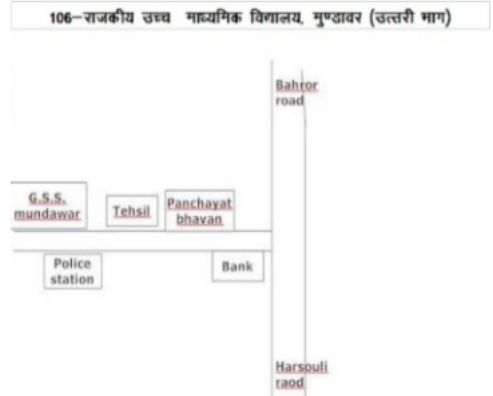 106–राजकीय उच्च माध्यमिक विद्यालय, मुण्डावर (उत्तरी भाग)
Bahror
road
G.S.S.
mundawar
Tehsil
Panchayat
bhavan
Police
station
Bank
Harsouli
raod